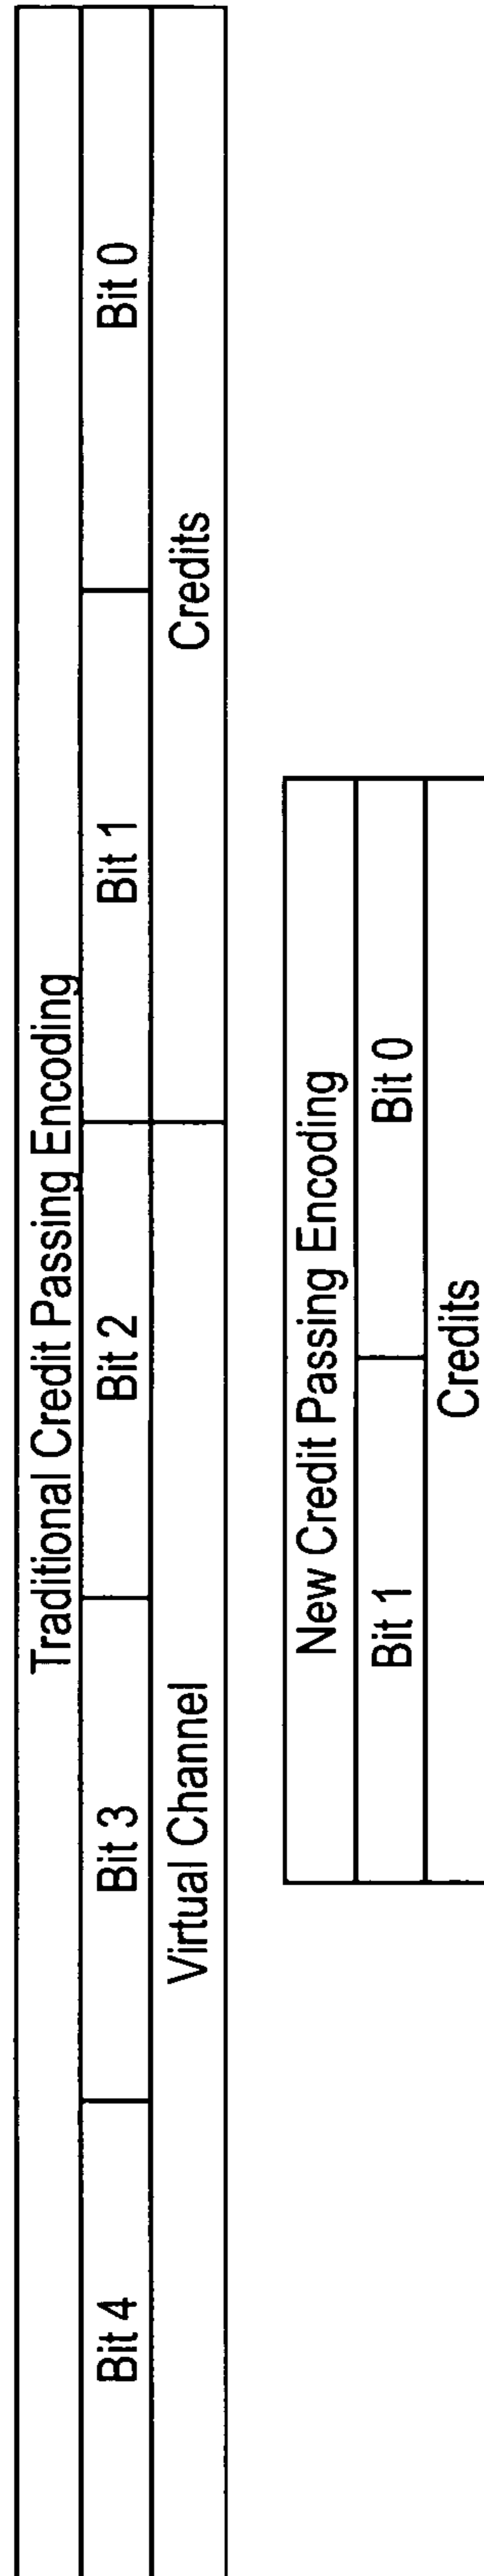 Traditional Credit Passing Encoding
Bit 4 Bit 3 Bit 2 Bit 1 Bit 0
Virtual Channel Credits
New Credit Passing Encoding
Bit 1 Bit 0
Credits